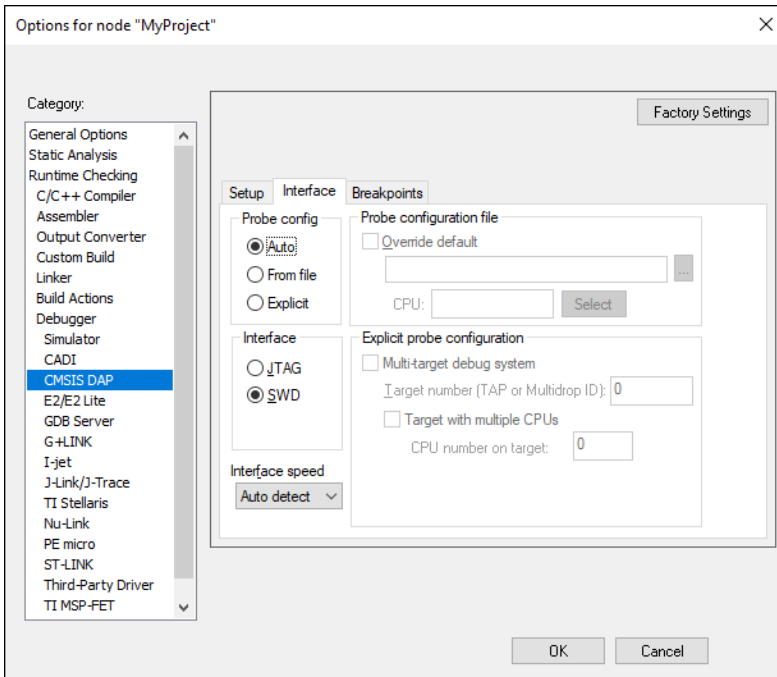 Options for node "MyProject"
Category:
General Options
Static Analysis
Runtime Checking
C/C++ Compiler
Assembler
Output Converter
Custom Build
Linker
Build Actions
Debugger
Simulator
CADI
CMSIS DAP
E2/E2 Lite
GDB Server
G+LINK
I-jet
J-Link/J-Trace
TI Stellaris
Nu-Link
PE micro
ST-LINK
Third-Party Driver
TI MSP-FET
Factory Settings
Setup Interface Breakpoints
Probe config
Auto
From file
Explicit
Probe configuration file
Override default
...
CPU: Select
Interface
JTAG
SWD
Explicit probe configuration
Multi-target debug system
Target number (TAP or Multidrop ID): 0
Target with multiple CPUs
CPU number on target: 0
Interface speed
Auto detect
OK Cancel